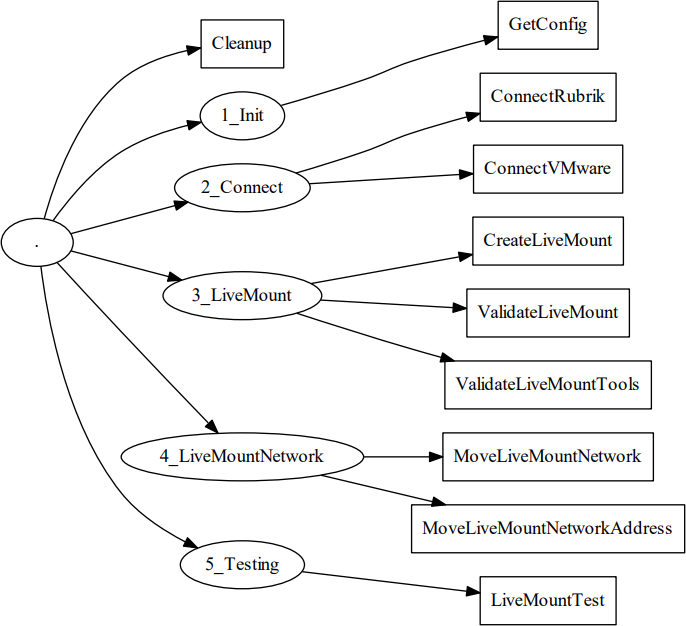 Cleanup
GetConfig
1_Init
ConnectRubrik
2_Connect
ConnectVMware
.
CreateLiveMount
3_LiveMount
ValidateLiveMount
ValidateLiveMountTools
4_LiveMountNetwork
MoveLiveMountNetwork
MoveLiveMountNetworkAddress
5_Testing
LiveMountTest